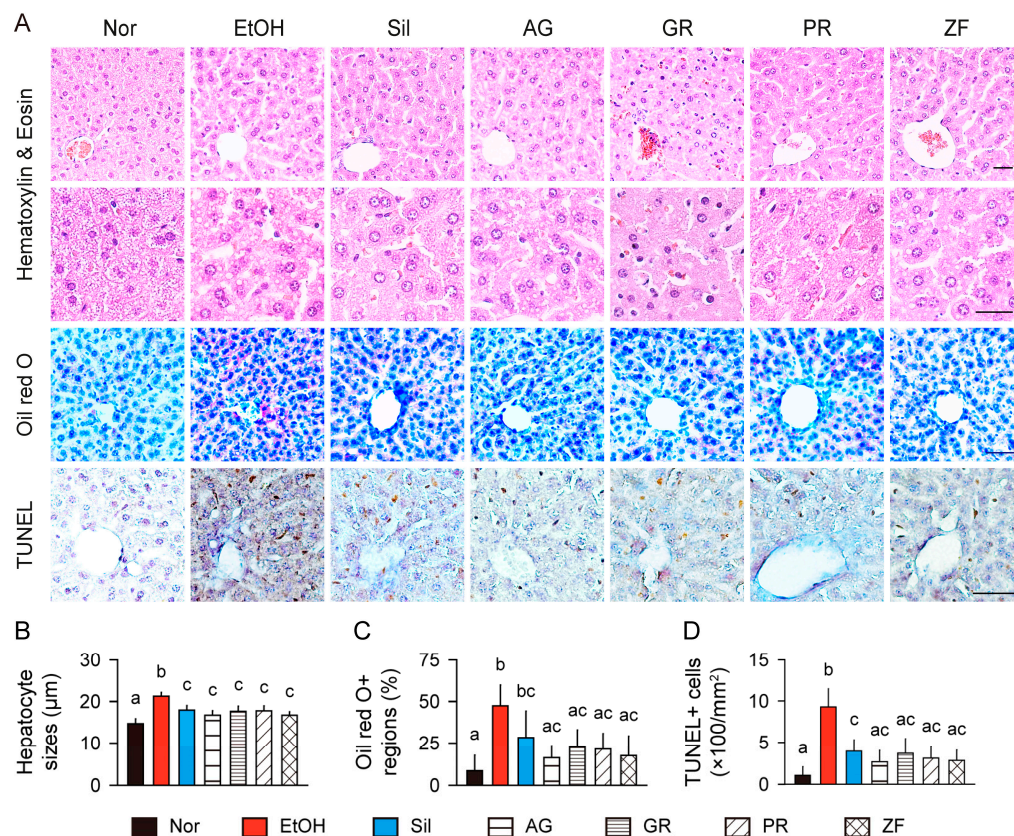 A
Nor EtOH Sil AG GR PR ZF
Hematoxylin & Eosin
Oil red O
TUNEL
B
Hepatocyte
sizes (μm)
30
20
10
0
a b c c c c c
C
Oil red O+
regions (%)
75
50
25
0
a b bc ac ac ac ac
D
TUNEL+ cells
(×100/mm²)
15
10
5
0
a b c ac ac ac ac
Nor EtOH Sil AG GR PR ZF